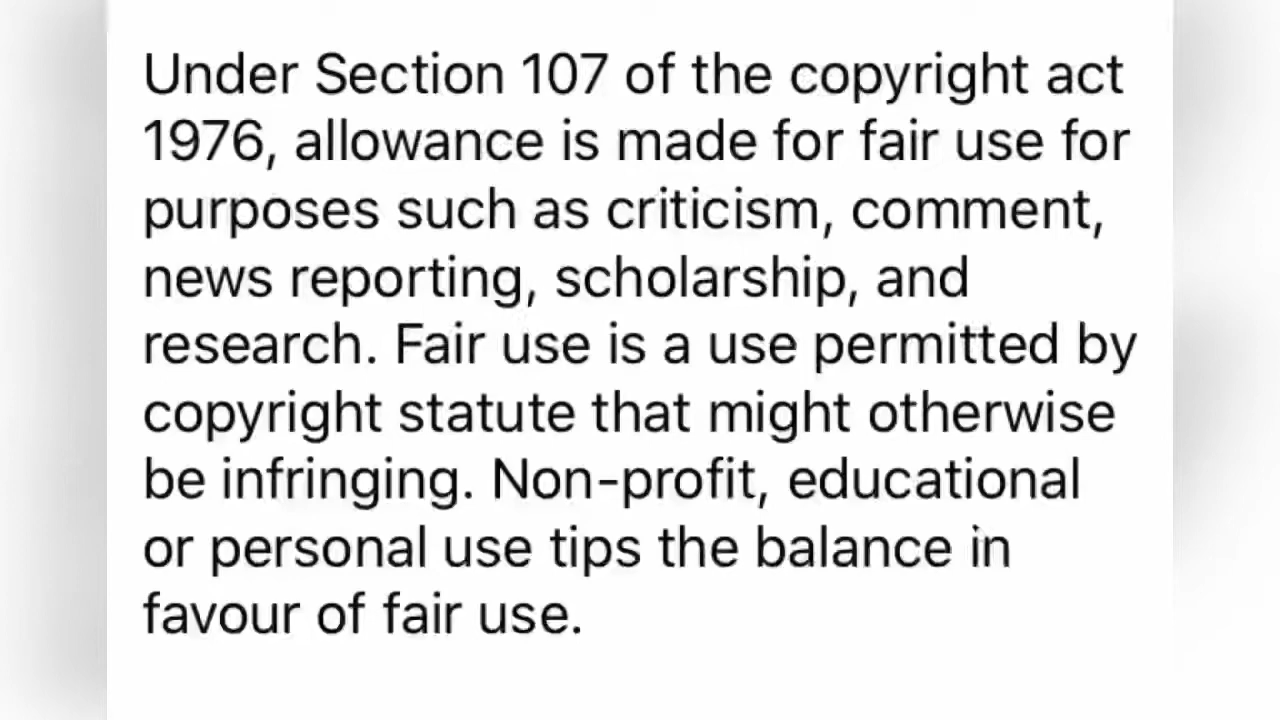 Under Section 107 of the copyright act
1976, allowance is made for fair use for
purposes such as criticism, comment,
news reporting, scholarship, and
research. Fair use is a use permitted by
copyright statute that might otherwise
be infringing. Non-profit, educational
or personal use tips the balance in
favour of fair use.